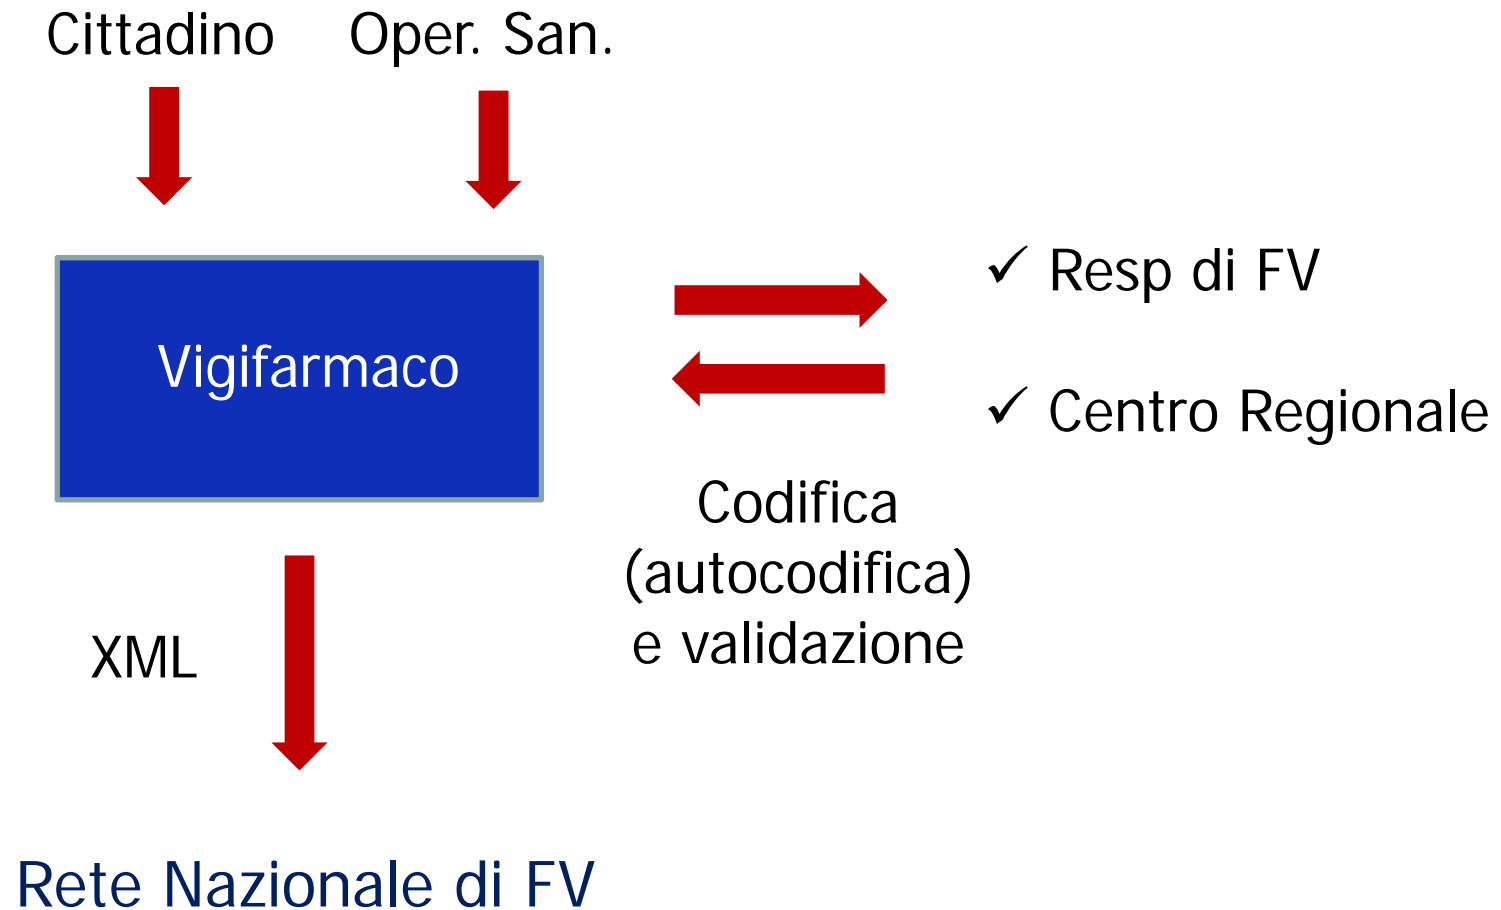 Cittadino
Oper. San.
Vigifarmaco
✓ Resp di FV
✓ Centro Regionale
Codifica
(autocodifica)
e validazione
XML
Rete Nazionale di FV